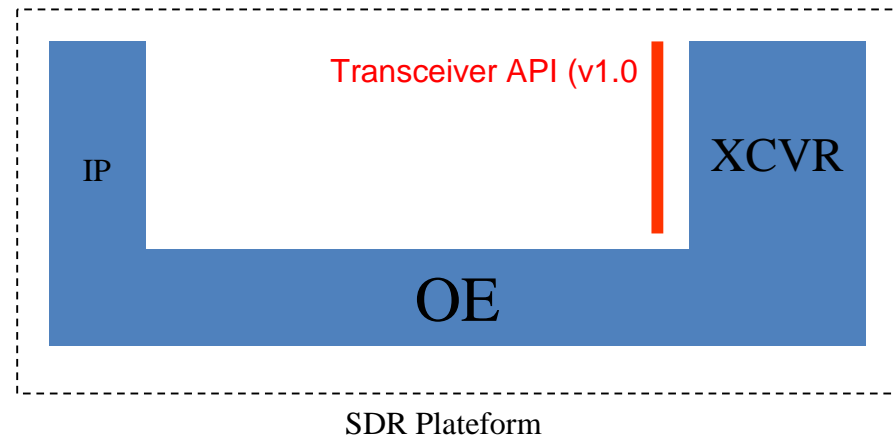 Transceiver API (v1.0
IP
XCVR
OE
SDR Plateform